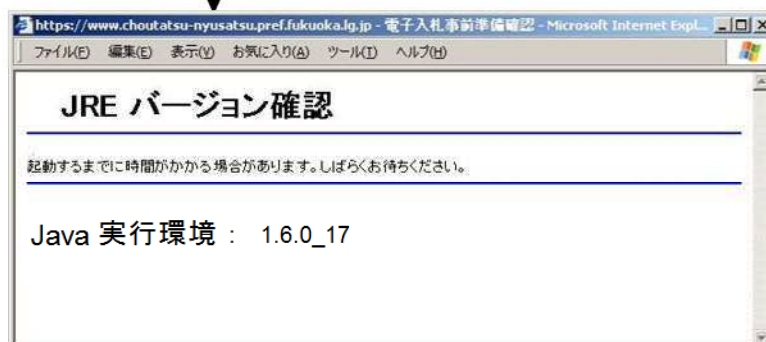 https://www.choutatsu-nyusatsu.pref.fukuoka.lg.jp - 電子入札事前準備確認 - Microsoft Internet Expl...
ファイル(F) 編集(E) 表示(V) お気に入り(A) ツール(T) ヘルプ(H)
JRE バージョン確認
起動するまでに時間がかかる場合があります。しばらくお待ちください。
Java 実行環境 : 1.6.0_17